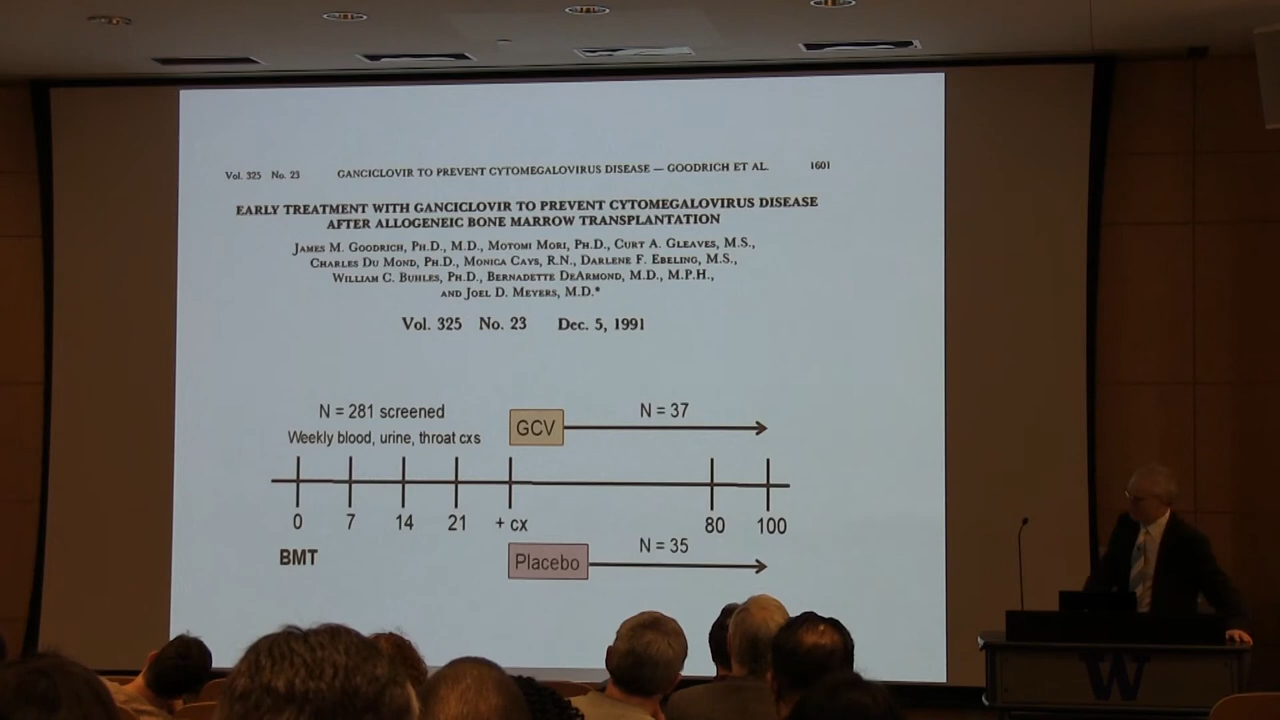 Vol. 325 No. 23 GANCICLOVIR TO PREVENT CYTOMEGALOVIRUS DISEASE — GOODRICH ET AL. 1601
EARLY TREATMENT WITH GANCICLOVIR TO PREVENT CYTOMEGALOVIRUS DISEASE
AFTER ALLOGENEIC BONE MARROW TRANSPLANTATION
James M. Goodrich, Ph.D., M.D., Motomi Mori, Ph.D., Curt A. Gleaves, M.S.,
Charles Du Mond, Ph.D., Monica Cays, R.N., Darlene F. Ebeling, M.S.,
William C. Buhles, Ph.D., Bernadette DeArmond, M.D., M.P.H.,
and Joel D. Meyers, M.D.*
Vol. 325 No. 23 Dec. 5, 1991
N = 281 screened
Weekly blood, urine, throat cxs
GCV
N = 37
0 7 14 21 + cx 80 100
BMT
Placebo
N = 35
W